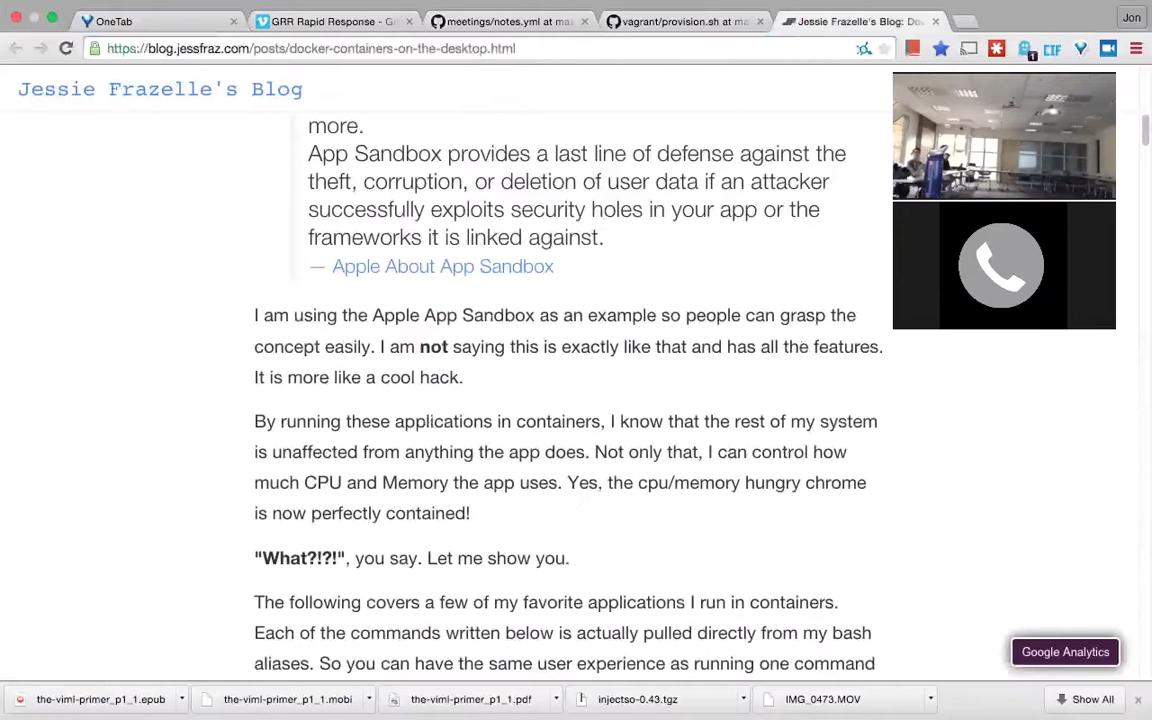 OneTab
GRR Rapid Response - G
meetings/notes.yml at ma
vagrant/provision.sh at ma
Jessie Frazelle's Blog: Do
Jon
https://blog.jessfraz.com/posts/docker-containers-on-the-desktop.html
1
CIF
Jessie Frazelle's Blog
more.
App Sandbox provides a last line of defense against the
theft, corruption, or deletion of user data if an attacker
successfully exploits security holes in your app or the
frameworks it is linked against.
— Apple About App Sandbox
I am using the Apple App Sandbox as an example so people can grasp the
concept easily. I am not saying this is exactly like that and has all the features.
It is more like a cool hack.
By running these applications in containers, I know that the rest of my system
is unaffected from anything the app does. Not only that, I can control how
much CPU and Memory the app uses. Yes, the cpu/memory hungry chrome
is now perfectly contained!
"What?!?!", you say. Let me show you.
The following covers a few of my favorite applications I run in containers.
Each of the commands written below is actually pulled directly from my bash
aliases. So you can have the same user experience as running one command
Google Analytics
the-viml-primer_p1_1.epub
the-viml-primer_p1_1.mobi
the-viml-primer_p1_1.pdf
injectso-0.43.tgz
IMG_0473.MOV
Show All